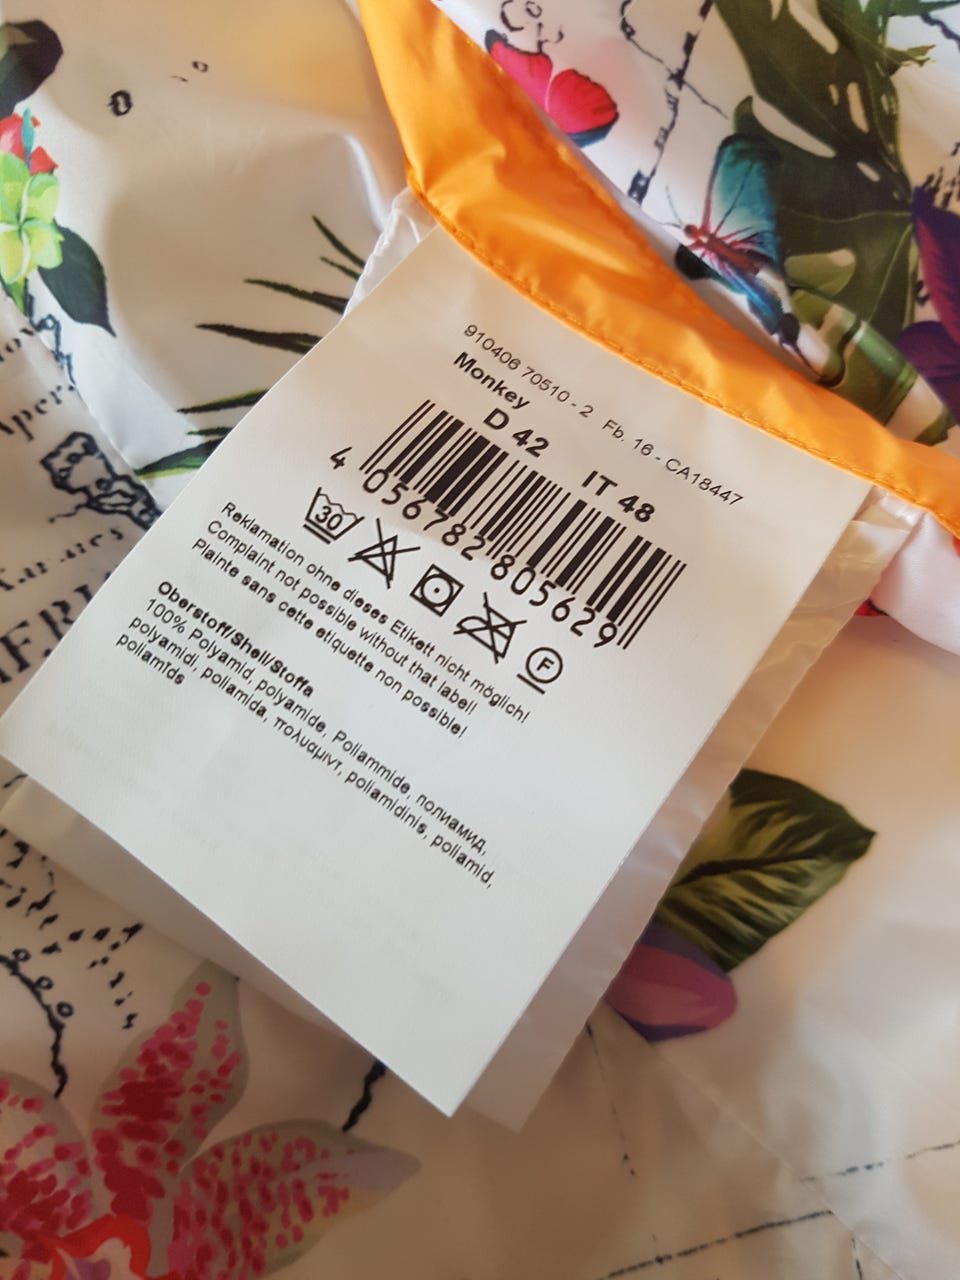 910406 70510 - 2 Fb. 16 - CA18447
Monkey
D 42 IT 48
4 056782 805629
30
F
Reklamation ohne dieses Etikett nicht möglich!
Complaint not possible without that label!
Plainte sans cette etiquette non possible!
Oberstoff/Shell/Stoffa
100% Polyamid, polyamide, Poliammide, полиамид,
polyamidi, poliamida, πολυαμιντ, poliamidinis, poliamid,
poliamīds